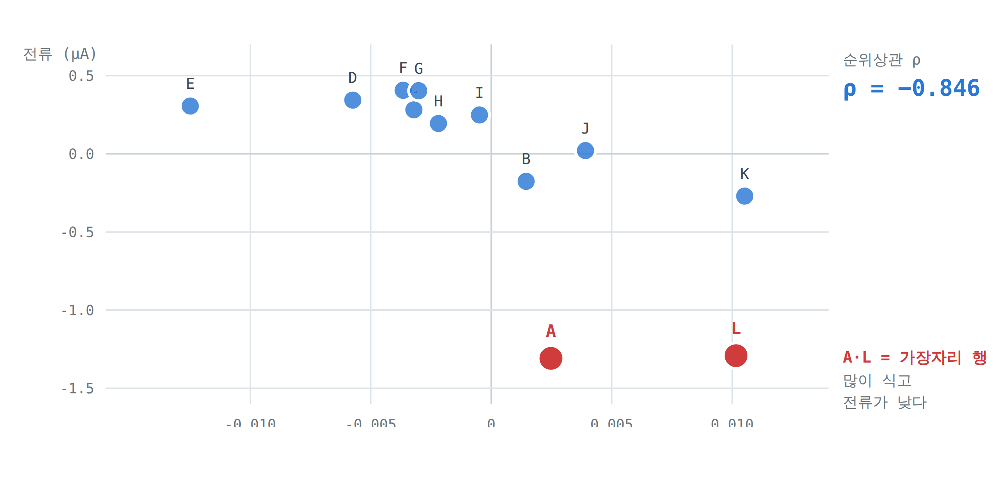 전류 (μA)
0.5
0.0
-0.5
-1.0
-1.5
E
D
F
G
H
I
J
B
K
A
L
-0 010
-0 005
0
0 005
0 010
순위상관 ρ
ρ = −0.846
A·L = 가장자리 행
많이 식고
전류가 낮다